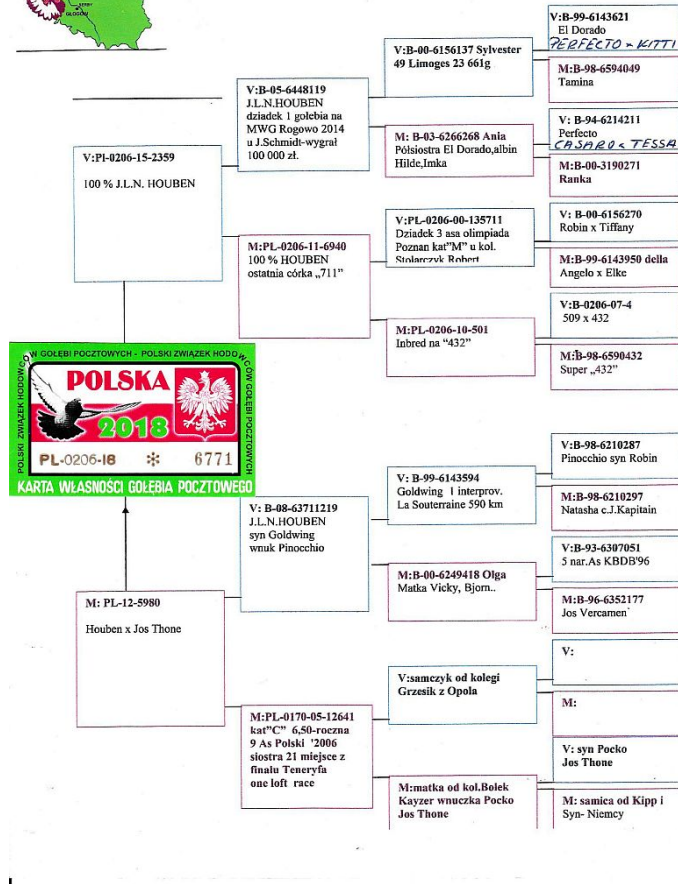 SERBY
GŁOGÓW
V:PI-0206-15-2359
100 % J.L.N. HOUBEN
V:B-05-6448119
J.L.N.HOUBEN
dziadek 1 gołebia na
MWG Rogowo 2014
u J.Schmidt-wygrał
100 000 zł.
M:PL-0206-11-6940
100 % HOUBEN
ostatnia córka „711”
V:B-00-6156137 Sylvester
49 Limoges 23 661g
M: B-03-6266268 Ania
Półsiostra El Dorado,albin
Hilde,Imka
V:PL-0206-00-135711
Dziadek 3 asa olimpiada
Poznan kat”M” u kol.
Stolarczyk Robert
M:PL-0206-10-501
Inbred na “432”
V:B-99-6143621
El Dorado
PERFECTO x KITTI
M:B-98-6594049
Tamina
V: B-94-6214211
Perfecto
CASARO x TESSA
M:B-00-3190271
Ranka
V: B-00-6156270
Robin x Tiffany
M:B-99-6143950 della
Angelo x Elke
V:B-0206-07-4
509 x 432
M:B-98-6590432
Super „432”
POLSKI ZWIĄZEK HODOWCÓW GOŁĘBI POCZTOWYCH - POLSKI ZWIĄZEK HODOWCÓW GOŁĘBI POCZTOWYCH
POLSKA
2018
PL-0206-18 * 6771
KARTA WŁASNOŚCI GOŁĘBIA POCZTOWEGO
M: PL-12-5980
Houben x Jos Thone
V: B-08-63711219
J.L.N.HOUBEN
syn Goldwing
wnuk Pinocchio
M:PL-0170-05-12641
kat”C” 6,50-roczna
9 As Polski '2006
siostra 21 miejsce z
finału Teneryfa
one loft race
V: B-99-6143594
Goldwing 1 interprov.
La Souterraine 590 km
M:B-00-6249418 Olga
Matka Vicky, Bjorn..
V:samczyk od kolegi
Grzesik z Opola
M:matka od kol.Bolek
Kayzer wnuczka Pocko
Jos Thone
V:B-98-6210287
Pinocchio syn Robin
M:B-98-6210297
Natasha c.J.Kapitain
V:B-93-6307051
5 nar.As KBDB'96
M:B-96-6352177
Jos Vercamen
V:
M:
V: syn Pocko
Jos Thone
M: samica od Kipp i
Syn- Niemcy